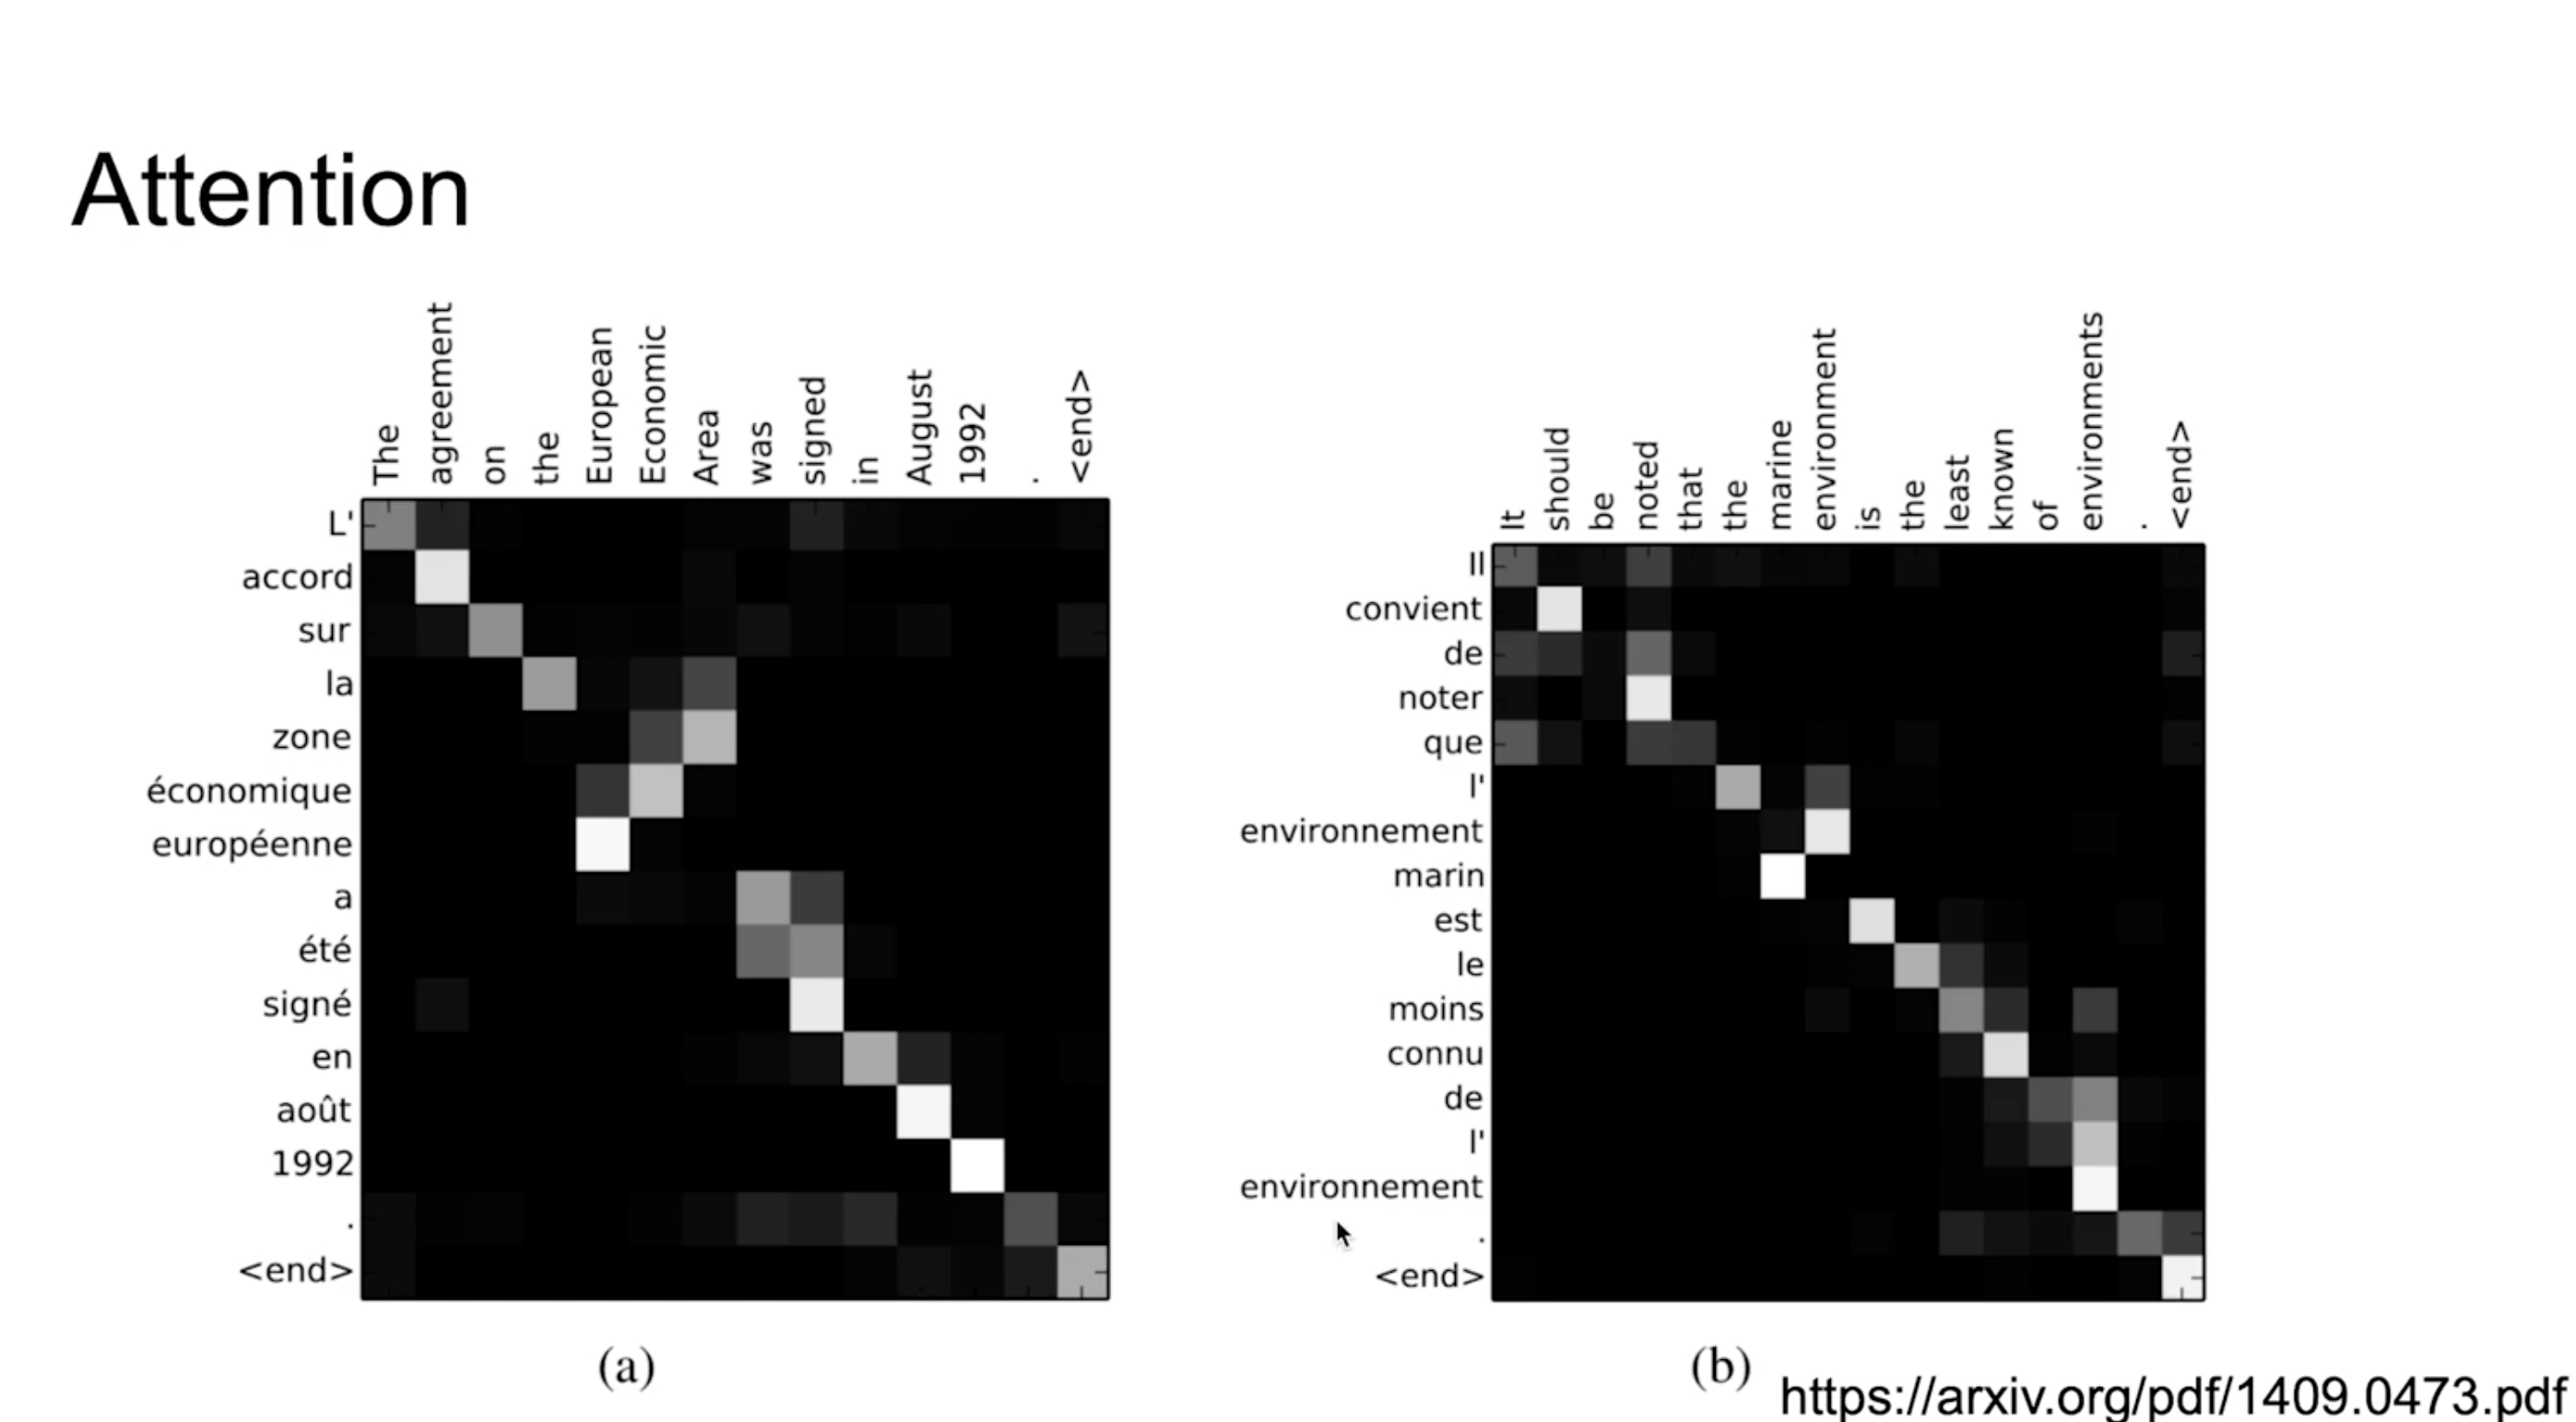 Attention
The
agreement
on
the
European
Economic
Area
was
signed
in
August
1992
.
<end>
L'
accord
sur
la
zone
économique
européenne
a
été
signé
en
août
1992
.
<end>
(a)
It
should
be
noted
that
the
marine
environment
is
the
least
known
of
environments
.
<end>
Il
convient
de
noter
que
l'
environnement
marin
est
le
moins
connu
de
l'
environnement
.
<end>
(b)
https://arxiv.org/pdf/1409.0473.pdf